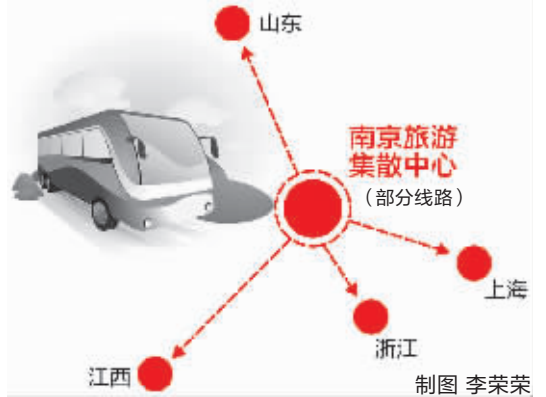 山东
南京旅游
集散中心
（部分线路）
上海
浙江
江西
制图 李荣荣